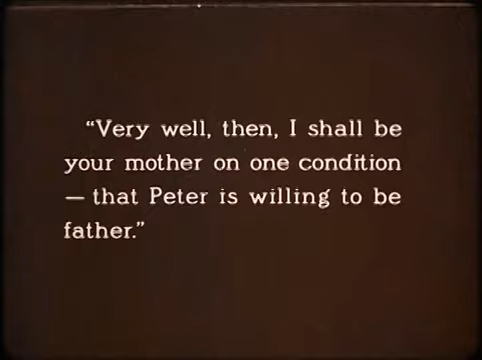 “Very well, then, I shall be
your mother on one condition
— that Peter is willing to be
father.”